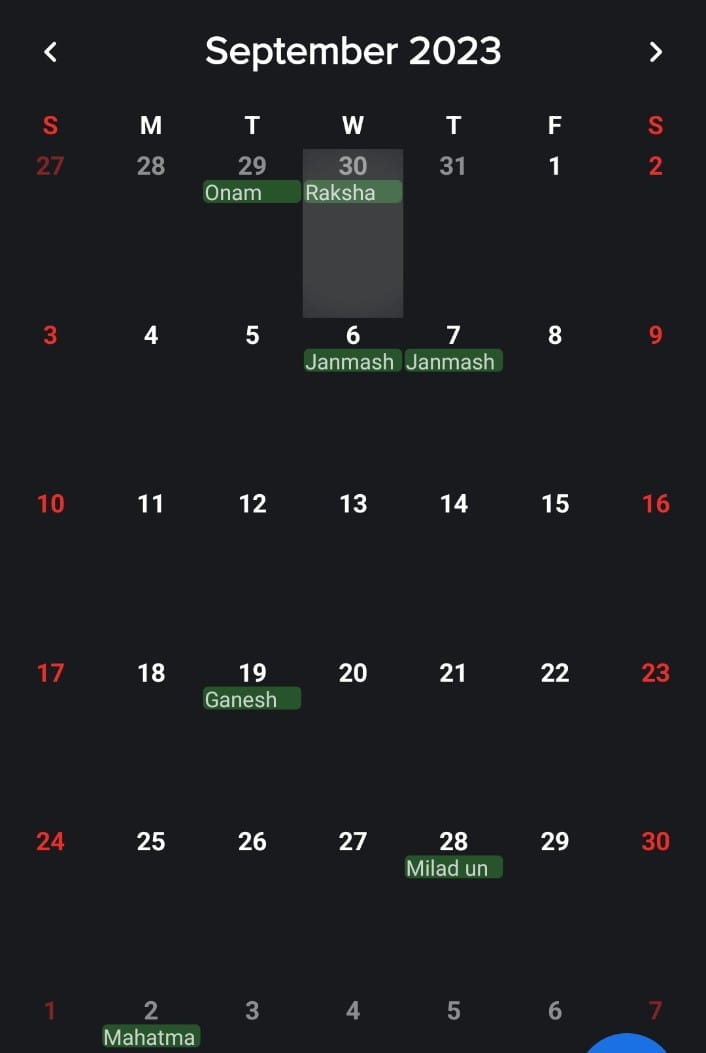 September 2023
S M T W T F S
27 28 29 30 31 1 2
Onam Raksha
3 4 5 6 7 8 9
Janmash Janmash
10 11 12 13 14 15 16
17 18 19 20 21 22 23
Ganesh
24 25 26 27 28 29 30
Milad un
1 2 3 4 5 6 7
Mahatma